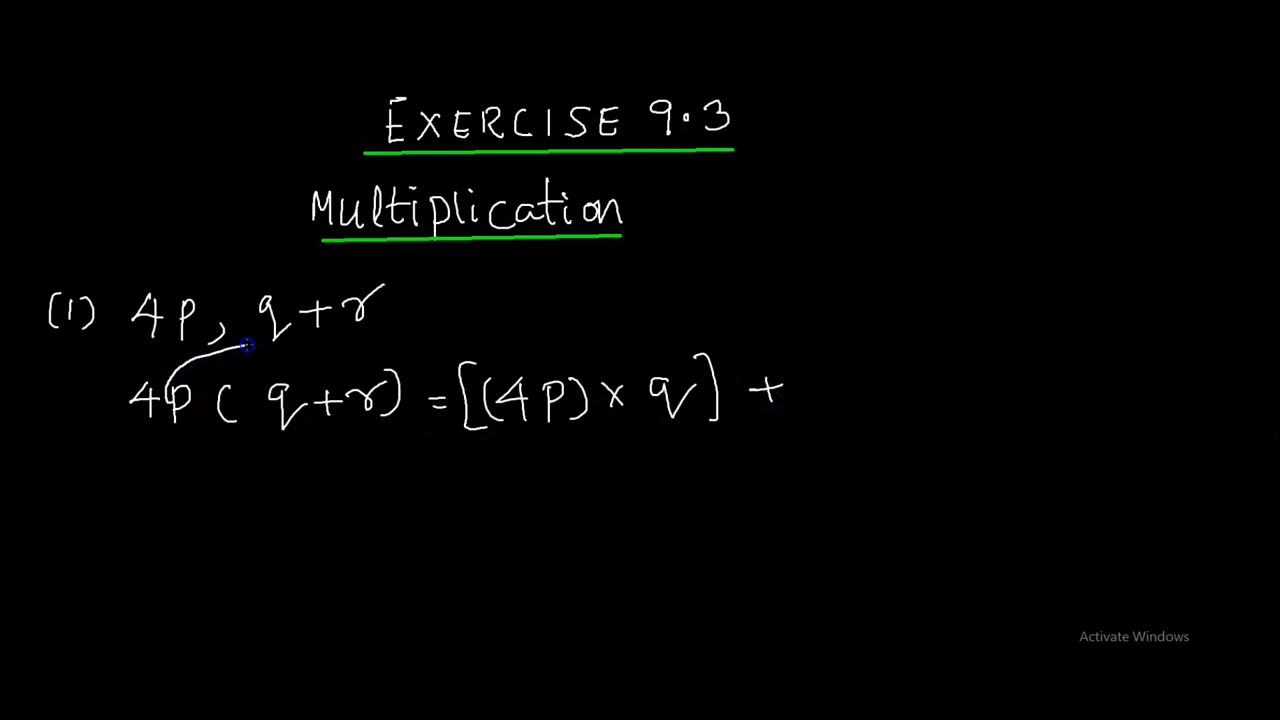 EXERCISE 9.3
Multiplication
(1) 4p, q+r
4p ( q+r) = [(4p) × q] +
Activate Windows